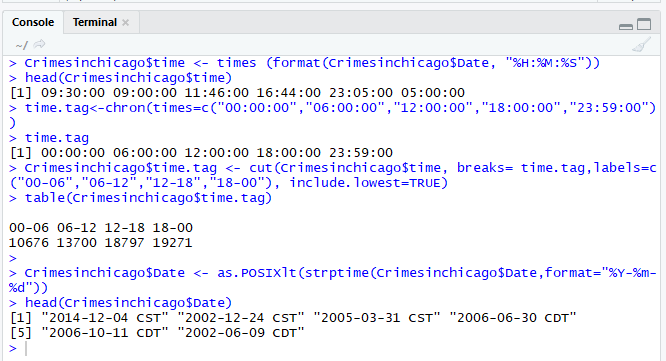 Console Terminal ×
~/
> Crimesinchicago$time <- times (format(Crimesinchicago$Date, "%H:%M:%S"))
> head(Crimesinchicago$time)
[1] 09:30:00 09:00:00 11:46:00 16:44:00 23:05:00 05:00:00
> time.tag<-chron(times=c("00:00:00","06:00:00","12:00:00","18:00:00","23:59:00")
)
> time.tag
[1] 00:00:00 06:00:00 12:00:00 18:00:00 23:59:00
> Crimesinchicago$time.tag <- cut(Crimesinchicago$time, breaks= time.tag,labels=c
("00-06","06-12","12-18","18-00"), include.lowest=TRUE)
> table(Crimesinchicago$time.tag)
00-06 06-12 12-18 18-00
10676 13700 18797 19271
>
> Crimesinchicago$Date <- as.POSIXlt(strptime(Crimesinchicago$Date,format="%Y-%m-
%d"))
> head(Crimesinchicago$Date)
[1] "2014-12-04 CST" "2002-12-24 CST" "2005-03-31 CST" "2006-06-30 CDT"
[5] "2006-10-11 CDT" "2002-06-09 CDT"
>